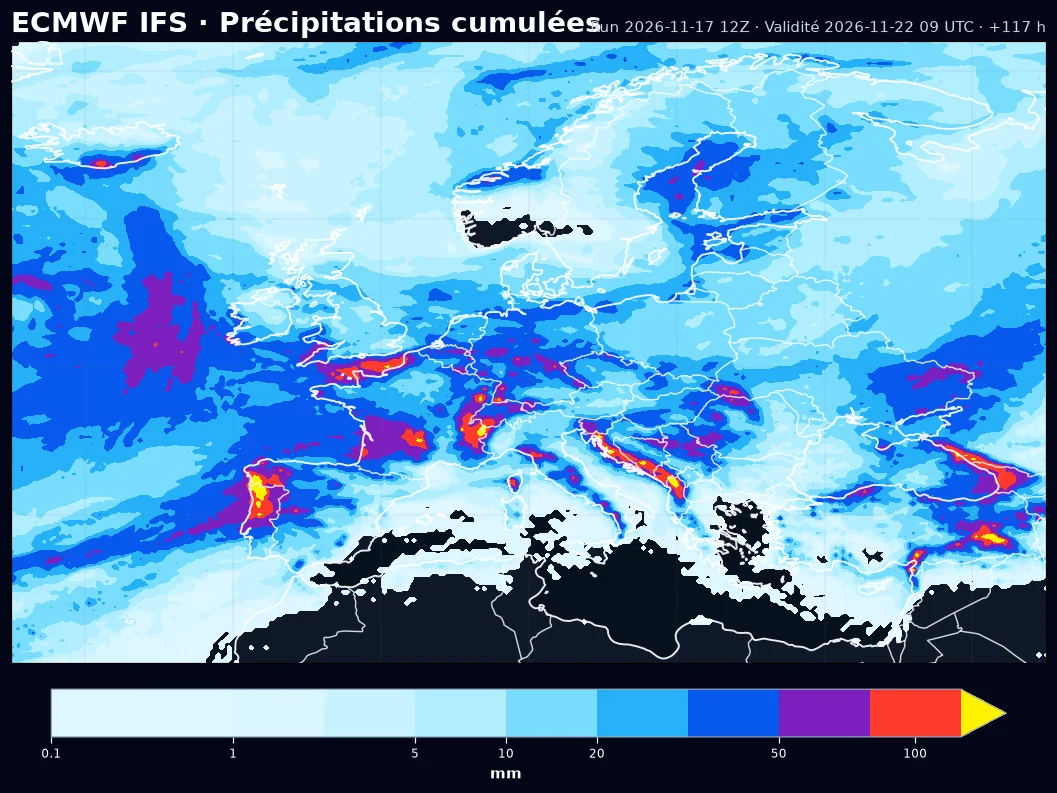 ECMWF IFS · Précipitations cumulées
Run 2026-11-17 12Z · Validité 2026-11-22 09 UTC · +117 h
0.1 1 5 10 20 50 100
mm